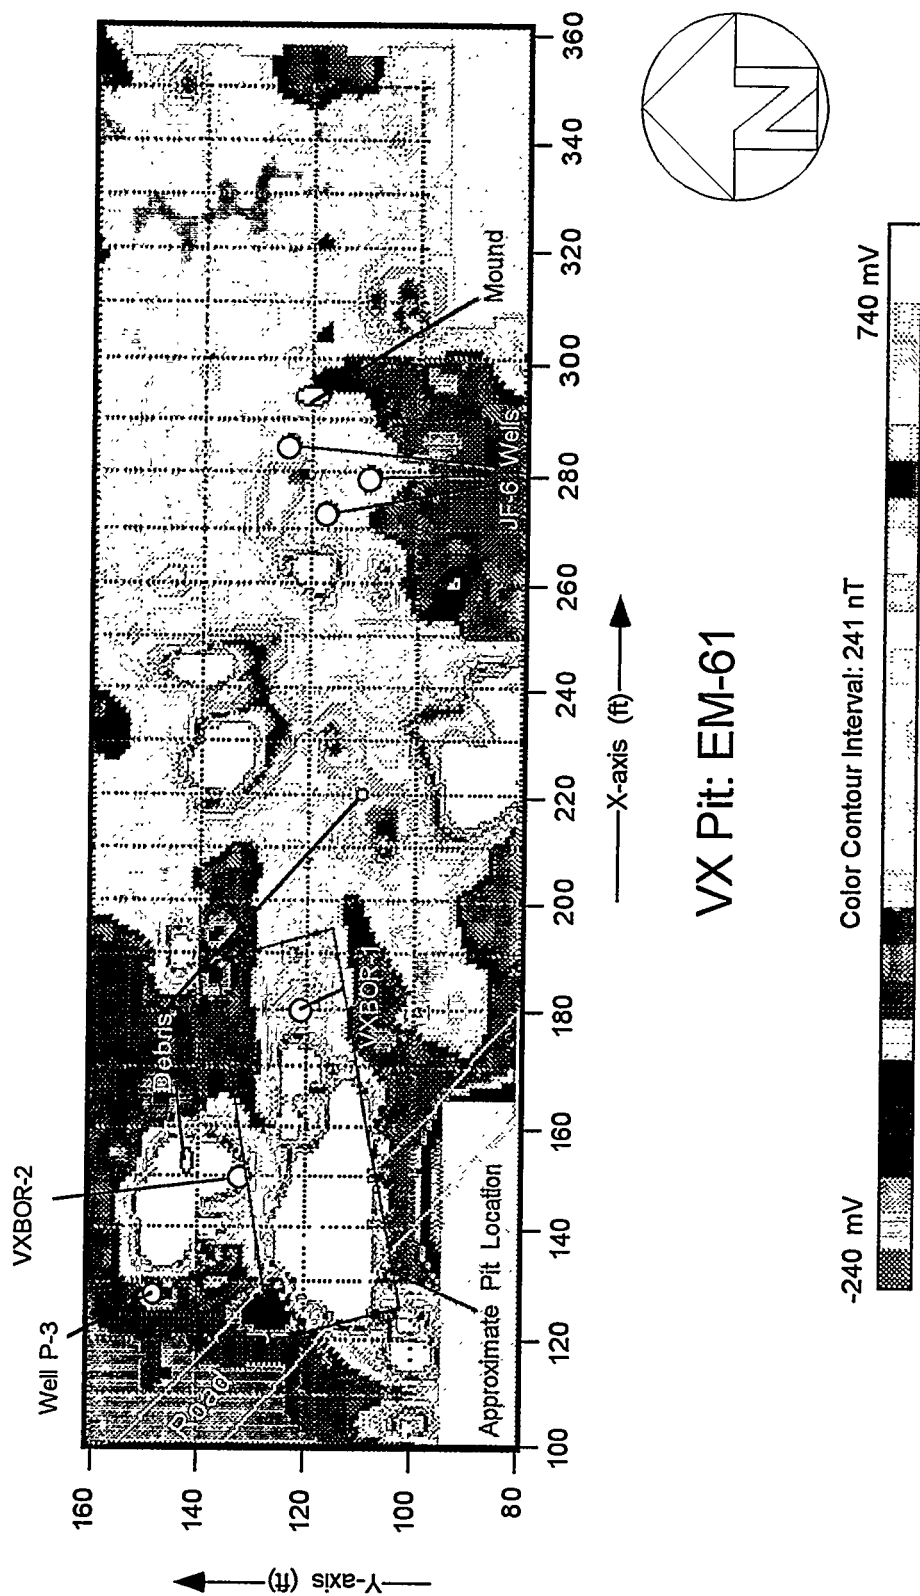 VXBOR-2
Well P-3
Debris
Road
VXBOR-1
Approximate Pit Location
JF-6 Wells
Mound
160
140
120
100
80
Y-axis (ft)
100
120
140
160
180
200
220
240
260
280
300
320
340
360
X-axis (ft)
VX Pit: EM-61
N
Color Contour Interval: 241 nT
-240 mV
740 mV